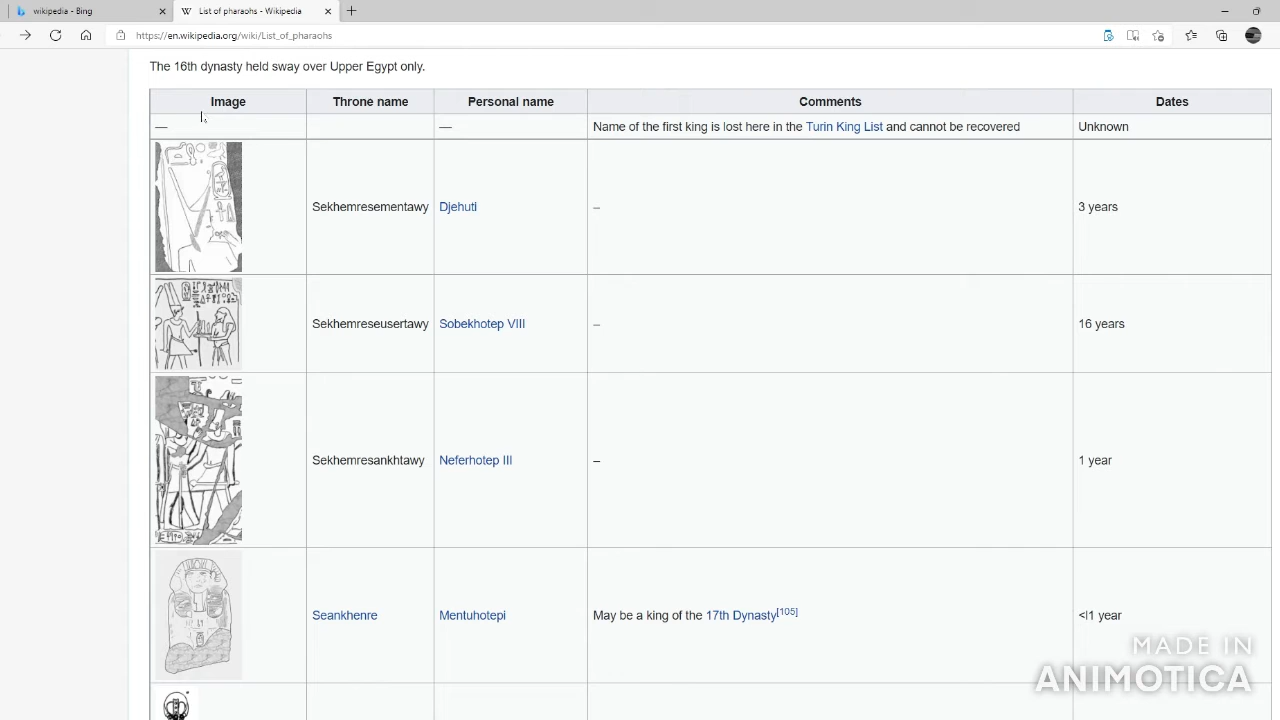 wikipedia - Bing
W List of pharaohs - Wikipedia
https://en.wikipedia.org/wiki/List_of_pharaohs
The 16th dynasty held sway over Upper Egypt only.
Image Throne name Personal name Comments Dates
— — Name of the first king is lost here in the Turin King List and cannot be recovered Unknown
Sekhemresementawy Djehuti – 3 years
Sekhemreseusertawy Sobekhotep VIII – 16 years
Sekhemresankhtawy Neferhotep III – 1 year
Seankhenre Mentuhotepi May be a king of the 17th Dynasty[105] <|1 year
MADE IN
ANIMOTICA